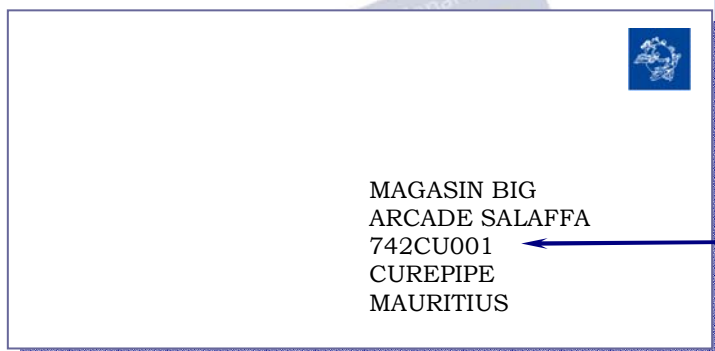 MAGASIN BIG
ARCADE SALAFFA
742CU001
CUREPIPE
MAURITIUS